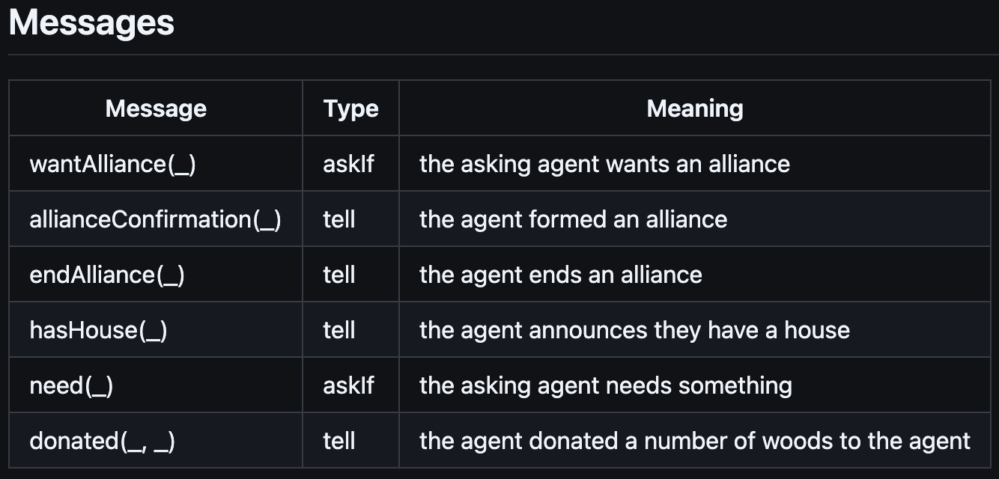 Messages
Message Type Meaning
wantAlliance(_) askIf the asking agent wants an alliance
allianceConfirmation(_) tell the agent formed an alliance
endAlliance(_) tell the agent ends an alliance
hasHouse(_) tell the agent announces they have a house
need(_) askIf the asking agent needs something
donated(_, _) tell the agent donated a number of woods to the agent